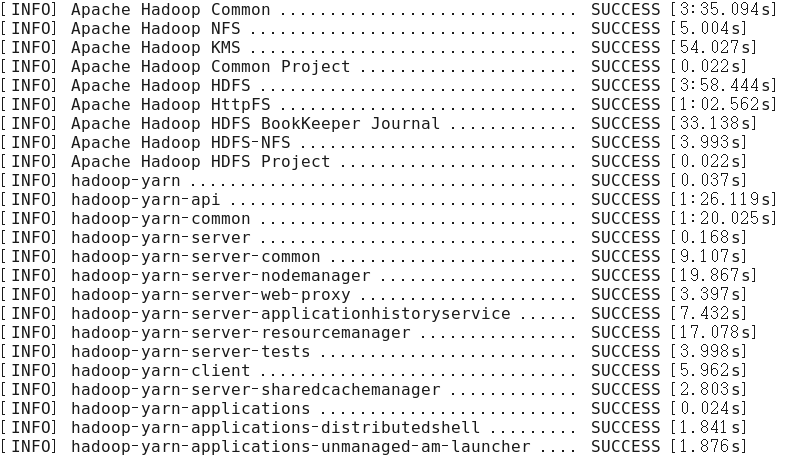 [INFO] Apache Hadoop Common ............................... SUCCESS [3:35.094s]
[INFO] Apache Hadoop NFS ................................. SUCCESS [5.004s]
[INFO] Apache Hadoop KMS ................................. SUCCESS [54.027s]
[INFO] Apache Hadoop Common Project ...................... SUCCESS [0.022s]
[INFO] Apache Hadoop HDFS ................................ SUCCESS [3:58.444s]
[INFO] Apache Hadoop HttpFS .............................. SUCCESS [1:02.562s]
[INFO] Apache Hadoop HDFS BookKeeper Journal ............. SUCCESS [33.138s]
[INFO] Apache Hadoop HDFS-NFS ............................ SUCCESS [3.993s]
[INFO] Apache Hadoop HDFS Project ........................ SUCCESS [0.022s]
[INFO] hadoop-yarn ....................................... SUCCESS [0.037s]
[INFO] hadoop-yarn-api ................................... SUCCESS [1:26.119s]
[INFO] hadoop-yarn-common ................................ SUCCESS [1:20.025s]
[INFO] hadoop-yarn-server ................................ SUCCESS [0.168s]
[INFO] hadoop-yarn-server-common ......................... SUCCESS [9.107s]
[INFO] hadoop-yarn-server-nodemanager .................... SUCCESS [19.867s]
[INFO] hadoop-yarn-server-web-proxy ...................... SUCCESS [3.397s]
[INFO] hadoop-yarn-server-applicationhistoryservice ...... SUCCESS [7.432s]
[INFO] hadoop-yarn-server-resourcemanager ................ SUCCESS [17.078s]
[INFO] hadoop-yarn-server-tests .......................... SUCCESS [3.998s]
[INFO] hadoop-yarn-client ................................ SUCCESS [5.962s]
[INFO] hadoop-yarn-server-sharedcachemanager ............. SUCCESS [2.803s]
[INFO] hadoop-yarn-applications .......................... SUCCESS [0.024s]
[INFO] hadoop-yarn-applications-distributedshell ......... SUCCESS [1.841s]
[INFO] hadoop-yarn-applications-unmanaged-am-launcher .... SUCCESS [1.876s]